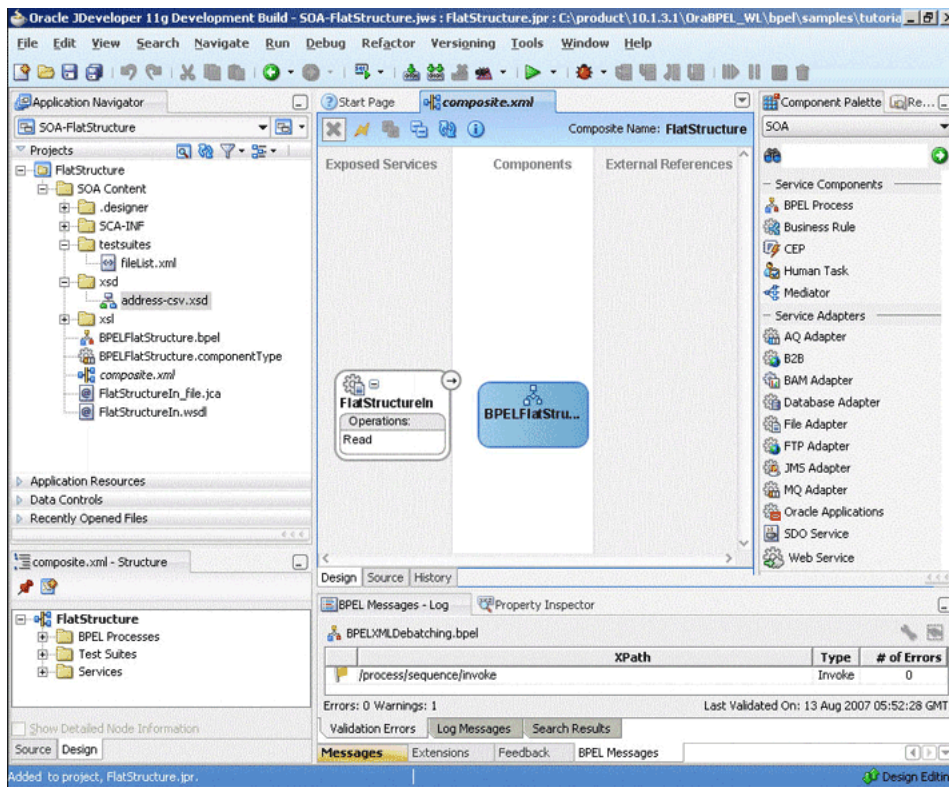 Oracle JDeveloper 11g Development Build - SOA-FlatStructure.jws : FlatStructure.jpr : C:\product\10.1.3.1\OraBPEL_WL\bpel\samples\tutoria
File Edit View Search Navigate Run Debug Refactor Versioning Tools Window Help
Application Navigator
SOA-FlatStructure
Projects
FlatStructure
SOA Content
.designer
SCA-INF
testsuites
fileList.xml
xsd
address-csv.xsd
xsl
BPELFlatStructure.bpel
BPELFlatStructure.componentType
composite.xml
FlatStructureIn_file.jca
FlatStructureIn.wsdl
Application Resources
Data Controls
Recently Opened Files
composite.xml - Structure
FlatStructure
BPEL Processes
Test Suites
Services
Show Detailed Node Information
Source Design
Start Page composite.xml
Composite Name: FlatStructure
Exposed Services Components External References
FlatStructureIn
Operations:
Read
BPELFlatStru...
Design Source History
Component Palette Re...
SOA
Service Components
BPEL Process
Business Rule
CEP
Human Task
Mediator
Service Adapters
AQ Adapter
B2B
BAM Adapter
Database Adapter
File Adapter
FTP Adapter
JMS Adapter
MQ Adapter
Oracle Applications
SDO Service
Web Service
BPEL Messages - Log Property Inspector
BPELXMLDebatching.bpel
XPath Type # of Errors
/process/sequence/invoke Invoke 0
Errors: 0 Warnings: 1 Last Validated On: 13 Aug 2007 05:52:28 GMT
Validation Errors Log Messages Search Results
Messages Extensions Feedback BPEL Messages
Added to project, FlatStructure.jpr. Design Editin